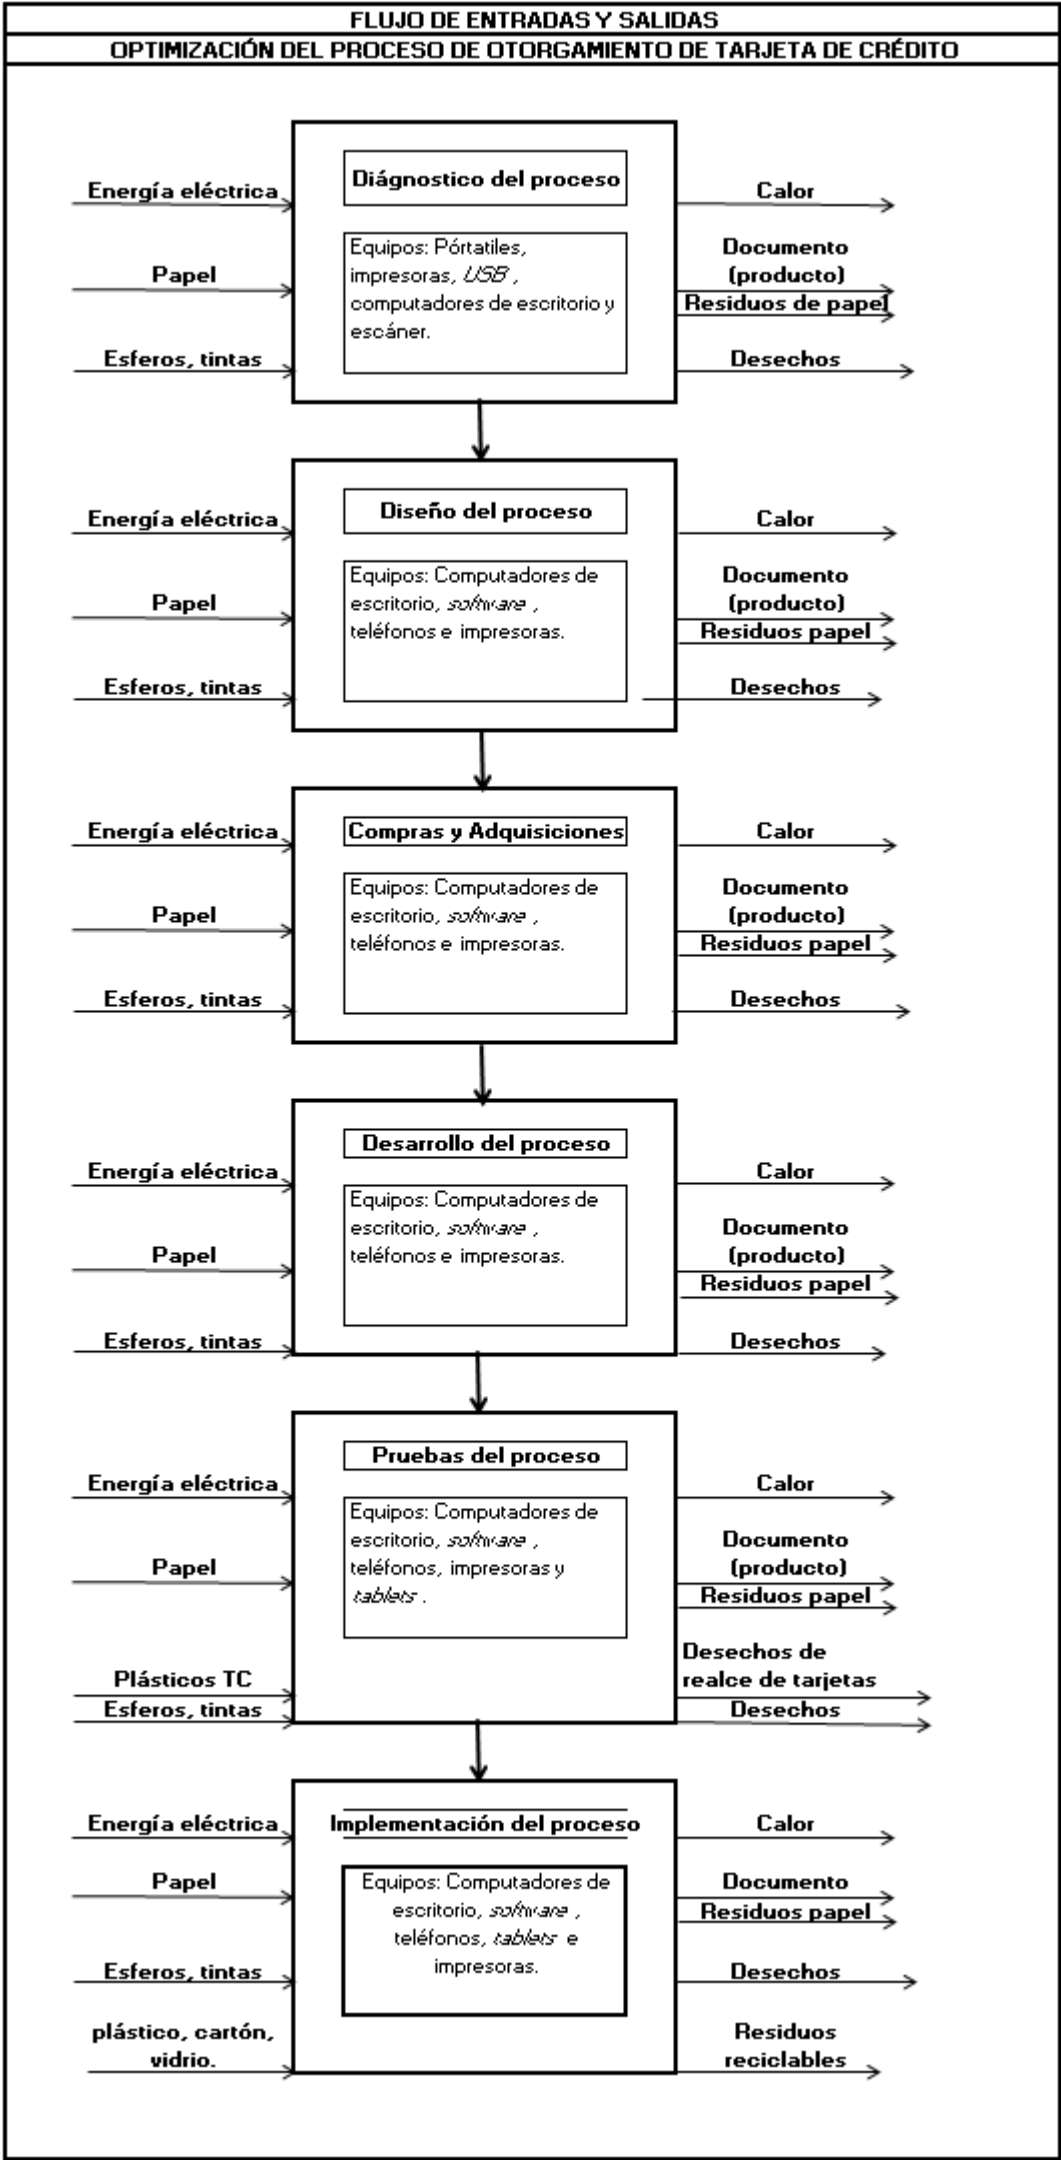 FLUJO DE ENTRADAS Y SALIDAS
OPTIMIZACIÓN DEL PROCESO DE OTORGAMIENTO DE TARJETA DE CRÉDITO
Diágnostico del proceso
Energía eléctrica
Calor
Equipos: Pórtatiles,
impresoras, USB ,
computadores de escritorio y
escáner.
Papel
Documento
(producto)
Residuos de papel
Esferos, tintas
Desechos
Diseño del proceso
Energía eléctrica
Calor
Equipos: Computadores de
escritorio, software ,
teléfonos e impresoras.
Papel
Documento
(producto)
Residuos papel
Esferos, tintas
Desechos
Compras y Adquisiciones
Energía eléctrica
Calor
Equipos: Computadores de
escritorio, software ,
teléfonos e impresoras.
Papel
Documento
(producto)
Residuos papel
Esferos, tintas
Desechos
Desarrollo del proceso
Energía eléctrica
Calor
Equipos: Computadores de
escritorio, software ,
teléfonos e impresoras.
Papel
Documento
(producto)
Residuos papel
Esferos, tintas
Desechos
Pruebas del proceso
Energía eléctrica
Calor
Equipos: Computadores de
escritorio, software ,
teléfonos, impresoras y
tablets .
Papel
Documento
(producto)
Residuos papel
Plásticos TC
Esferos, tintas
Desechos de
realce de tarjetas
Desechos
Implementación del proceso
Energía eléctrica
Calor
Equipos: Computadores de
escritorio, software ,
teléfonos, tablets e
impresoras.
Papel
Documento
Residuos papel
Esferos, tintas
Desechos
plástico, cartón,
vidrio.
Residuos
reciclables